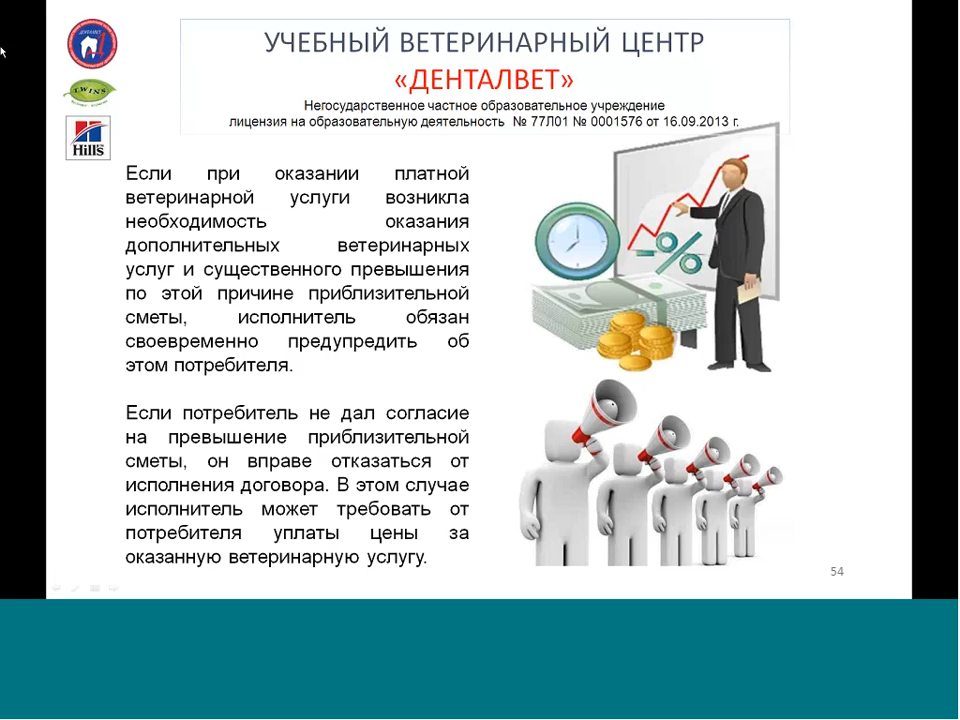 УЧЕБНЫЙ ВЕТЕРИНАРНЫЙ ЦЕНТР
«ДЕНТАЛВЕТ»
Негосударственное частное образовательное учреждение
лицензия на образовательную деятельность № 77Л01 № 0001576 от 16.09.2013 г.
ДЕНТАЛВЕТ
TWINS
Hill's
Если при оказании платной
ветеринарной услуги возникла
необходимость оказания
дополнительных ветеринарных
услуг и существенного превышения
по этой причине приблизительной
сметы, исполнитель обязан
своевременно предупредить об
этом потребителя.
Если потребитель не дал согласие
на превышение приблизительной
сметы, он вправе отказаться от
исполнения договора. В этом случае
исполнитель может требовать от
потребителя уплаты цены за
оказанную ветеринарную услугу.
%
54